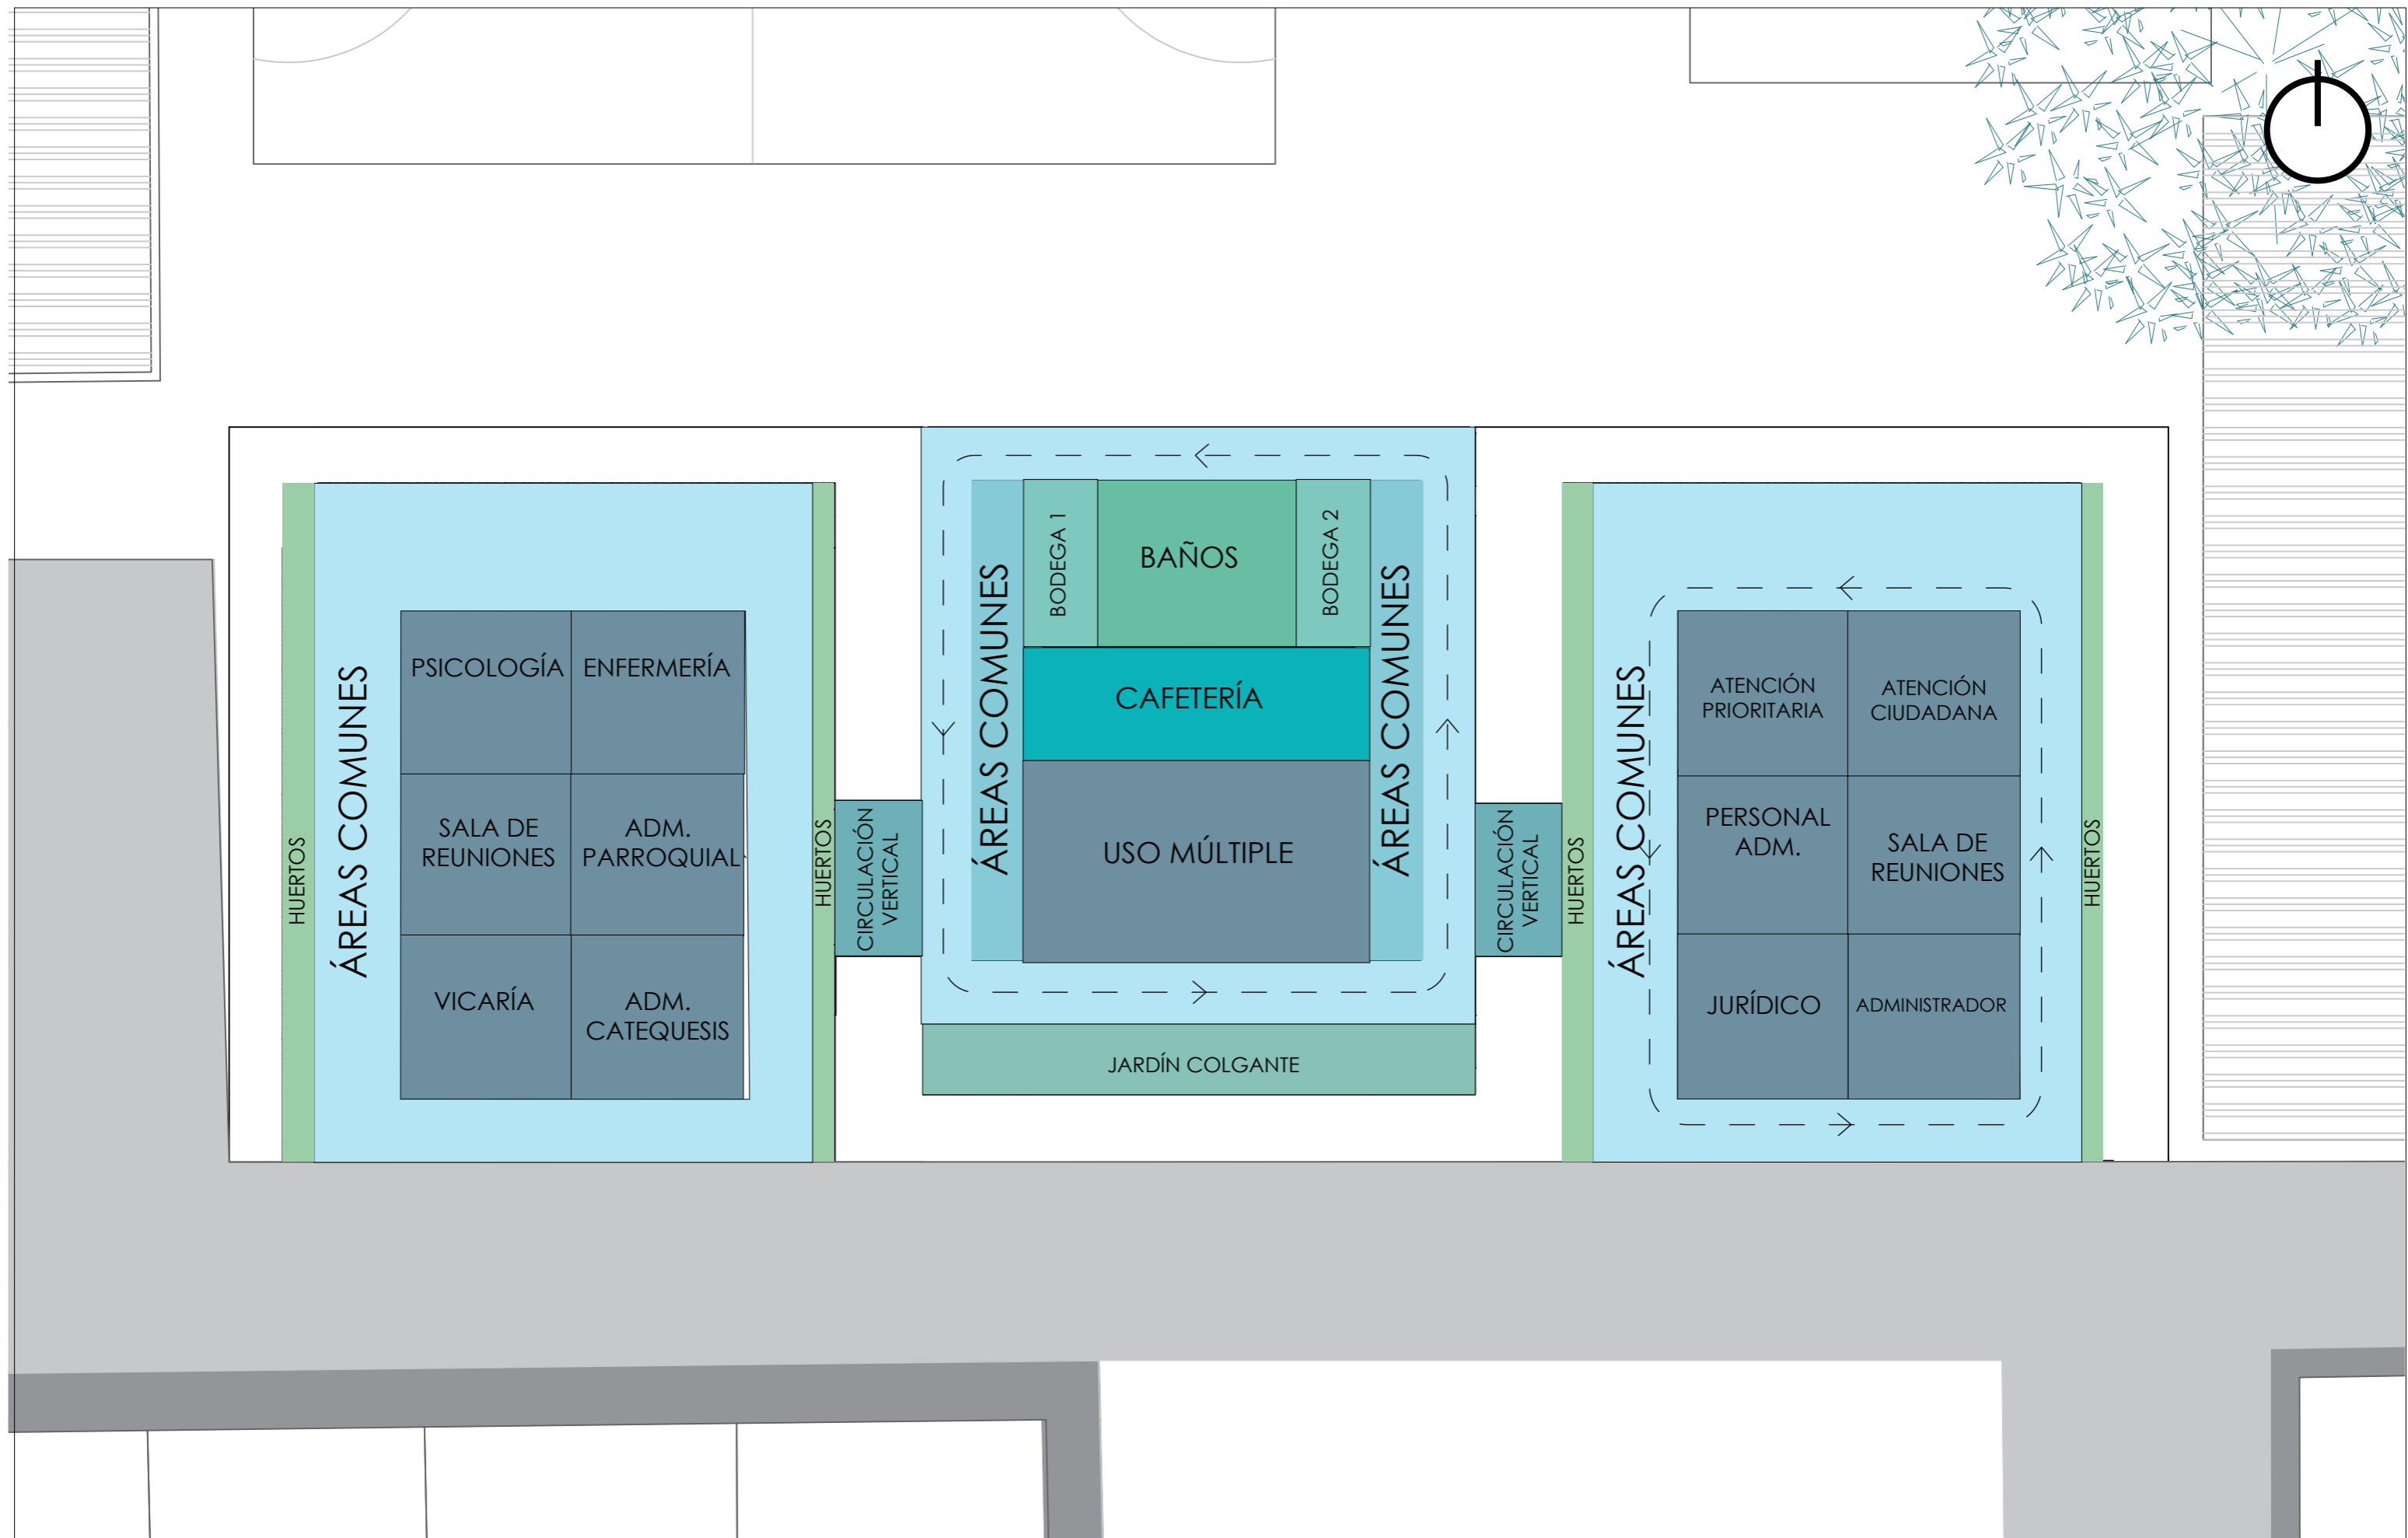 HUERTOS
ÁREAS COMUNES
PSICOLOGÍA
ENFERMERÍA
SALA DE
REUNIONES
ADM.
PARROQUIAL
VICARÍA
ADM.
CATEQUESIS
HUERTOS
CIRCULACIÓN
VERTICAL
ÁREAS COMUNES
BODEGA 1
BAÑOS
BODEGA 2
CAFETERÍA
USO MÚLTIPLE
ÁREAS COMUNES
JARDÍN COLGANTE
CIRCULACIÓN
VERTICAL
HUERTOS
ÁREAS COMUNES
ATENCIÓN
PRIORITARIA
ATENCIÓN
CIUDADANA
PERSONAL
ADM.
SALA DE
REUNIONES
JURÍDICO
ADMINISTRADOR
HUERTOS